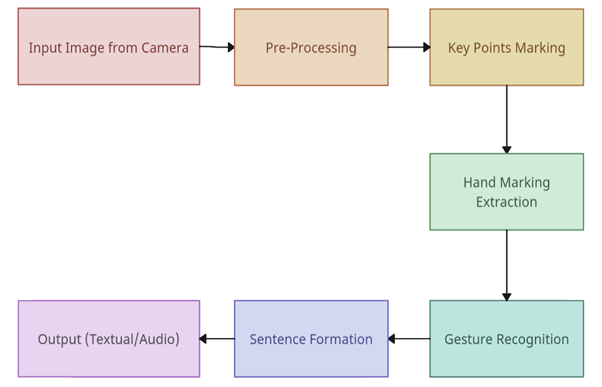 Input Image from Camera
Pre-Processing
Key Points Marking
Hand Marking
Extraction
Gesture Recognition
Sentence Formation
Output (Textual/Audio)